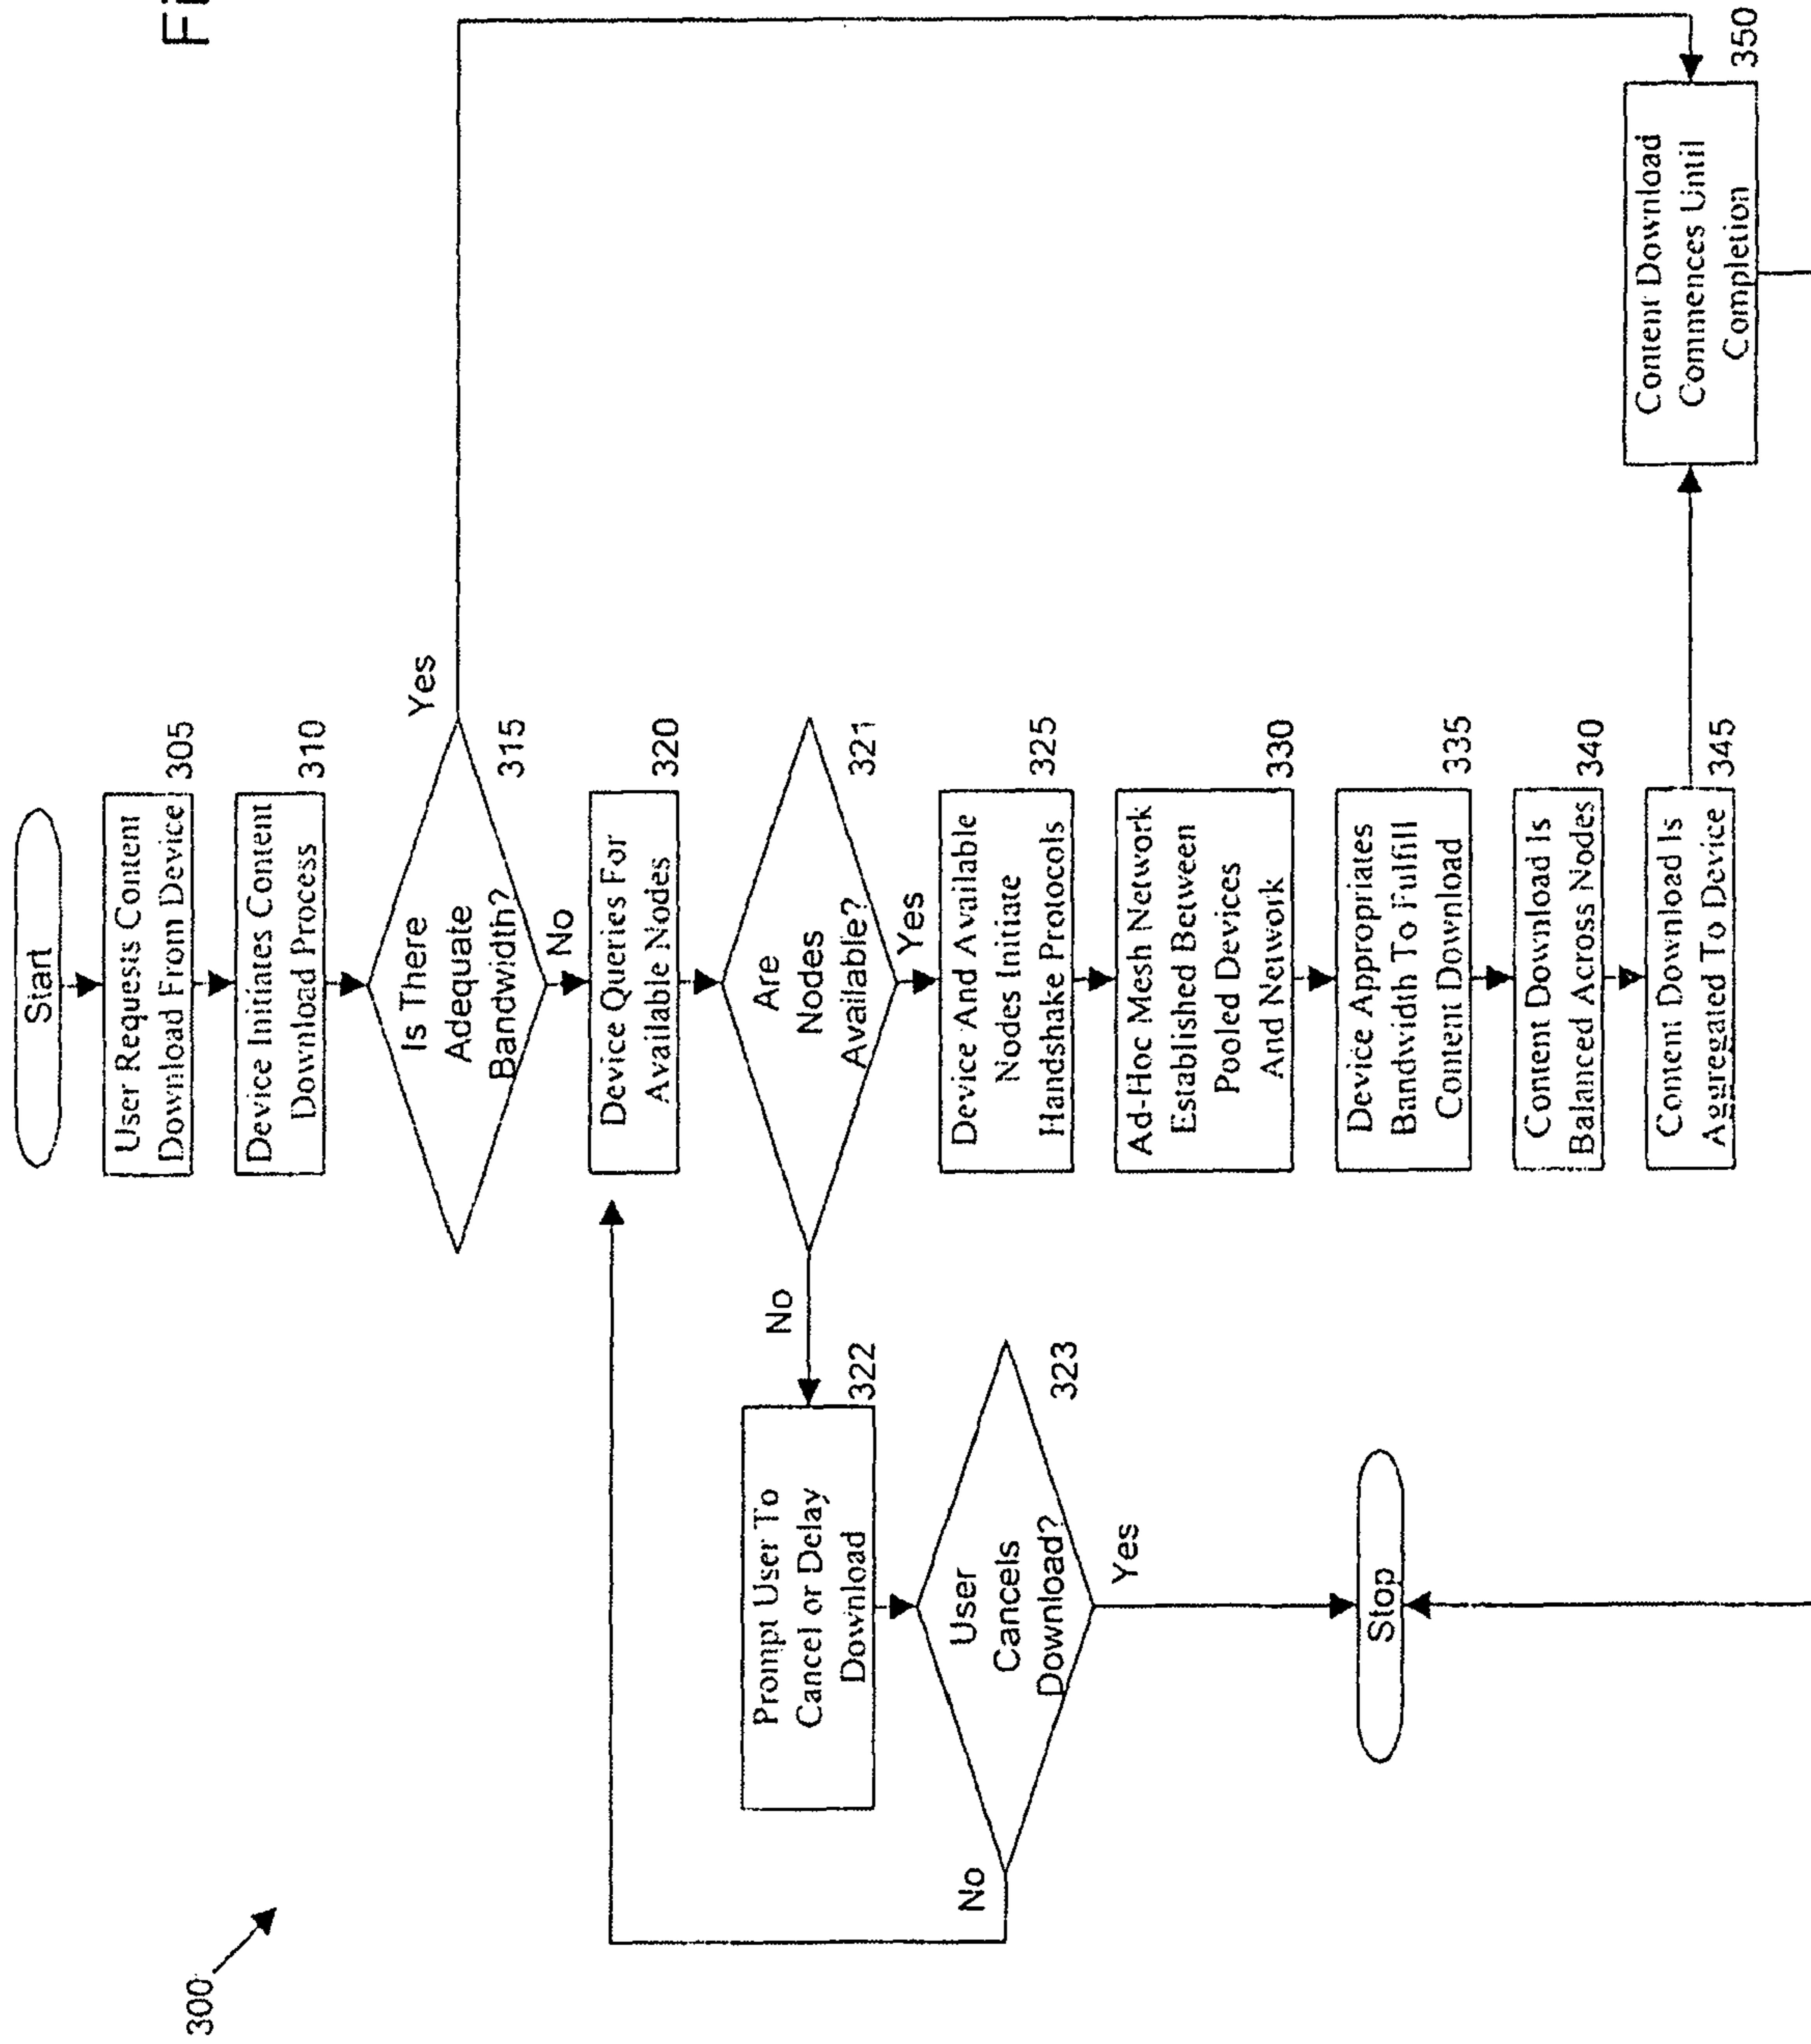 300
Start
User Requests Content
Download From Device
305
Device Initiates Content
Download Process
310
Is There
Adequate
Bandwidth?
315
Yes
No
Device Queries For
Available Nodes
320
Are
Nodes
Available?
321
No
Yes
Prompt User To
Cancel or Delay
Download
322
User
Cancels
Download?
323
No
Yes
Stop
Device And Available
Nodes Initiate
Handshake Protocols
325
Ad-Hoc Mesh Network
Established Between
Pooled Devices
And Network
330
Device Appropriates
Bandwidth To Fulfill
Content Download
335
Content Download Is
Balanced Across Nodes
340
Content Download Is
Aggregated To Device
345
Content Download
Commences Until
Completion
350